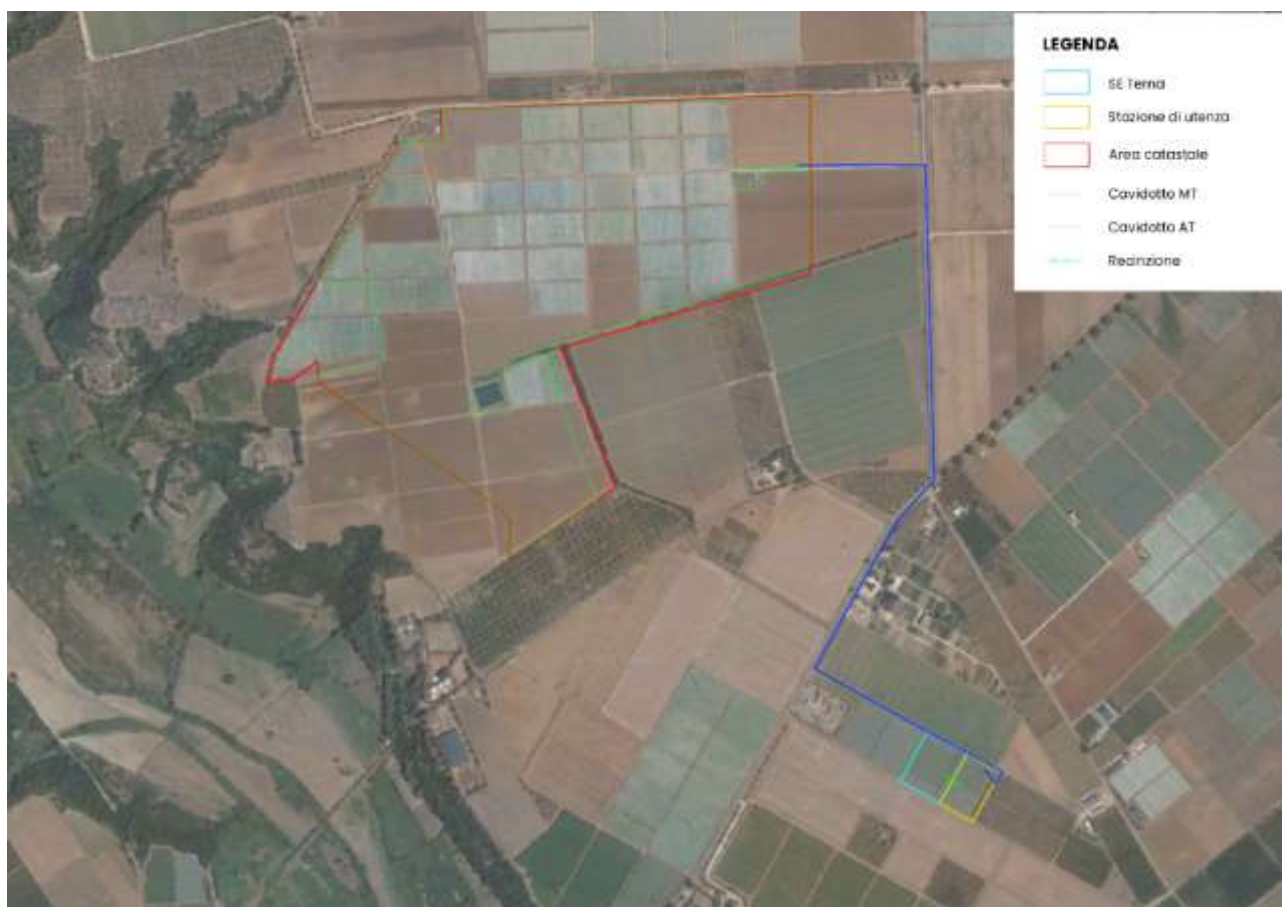 LEGENDA
SE Terna
Stazione di utenza
Area catastale
Cavidotto MT
Cavidotto AT
Recinzione